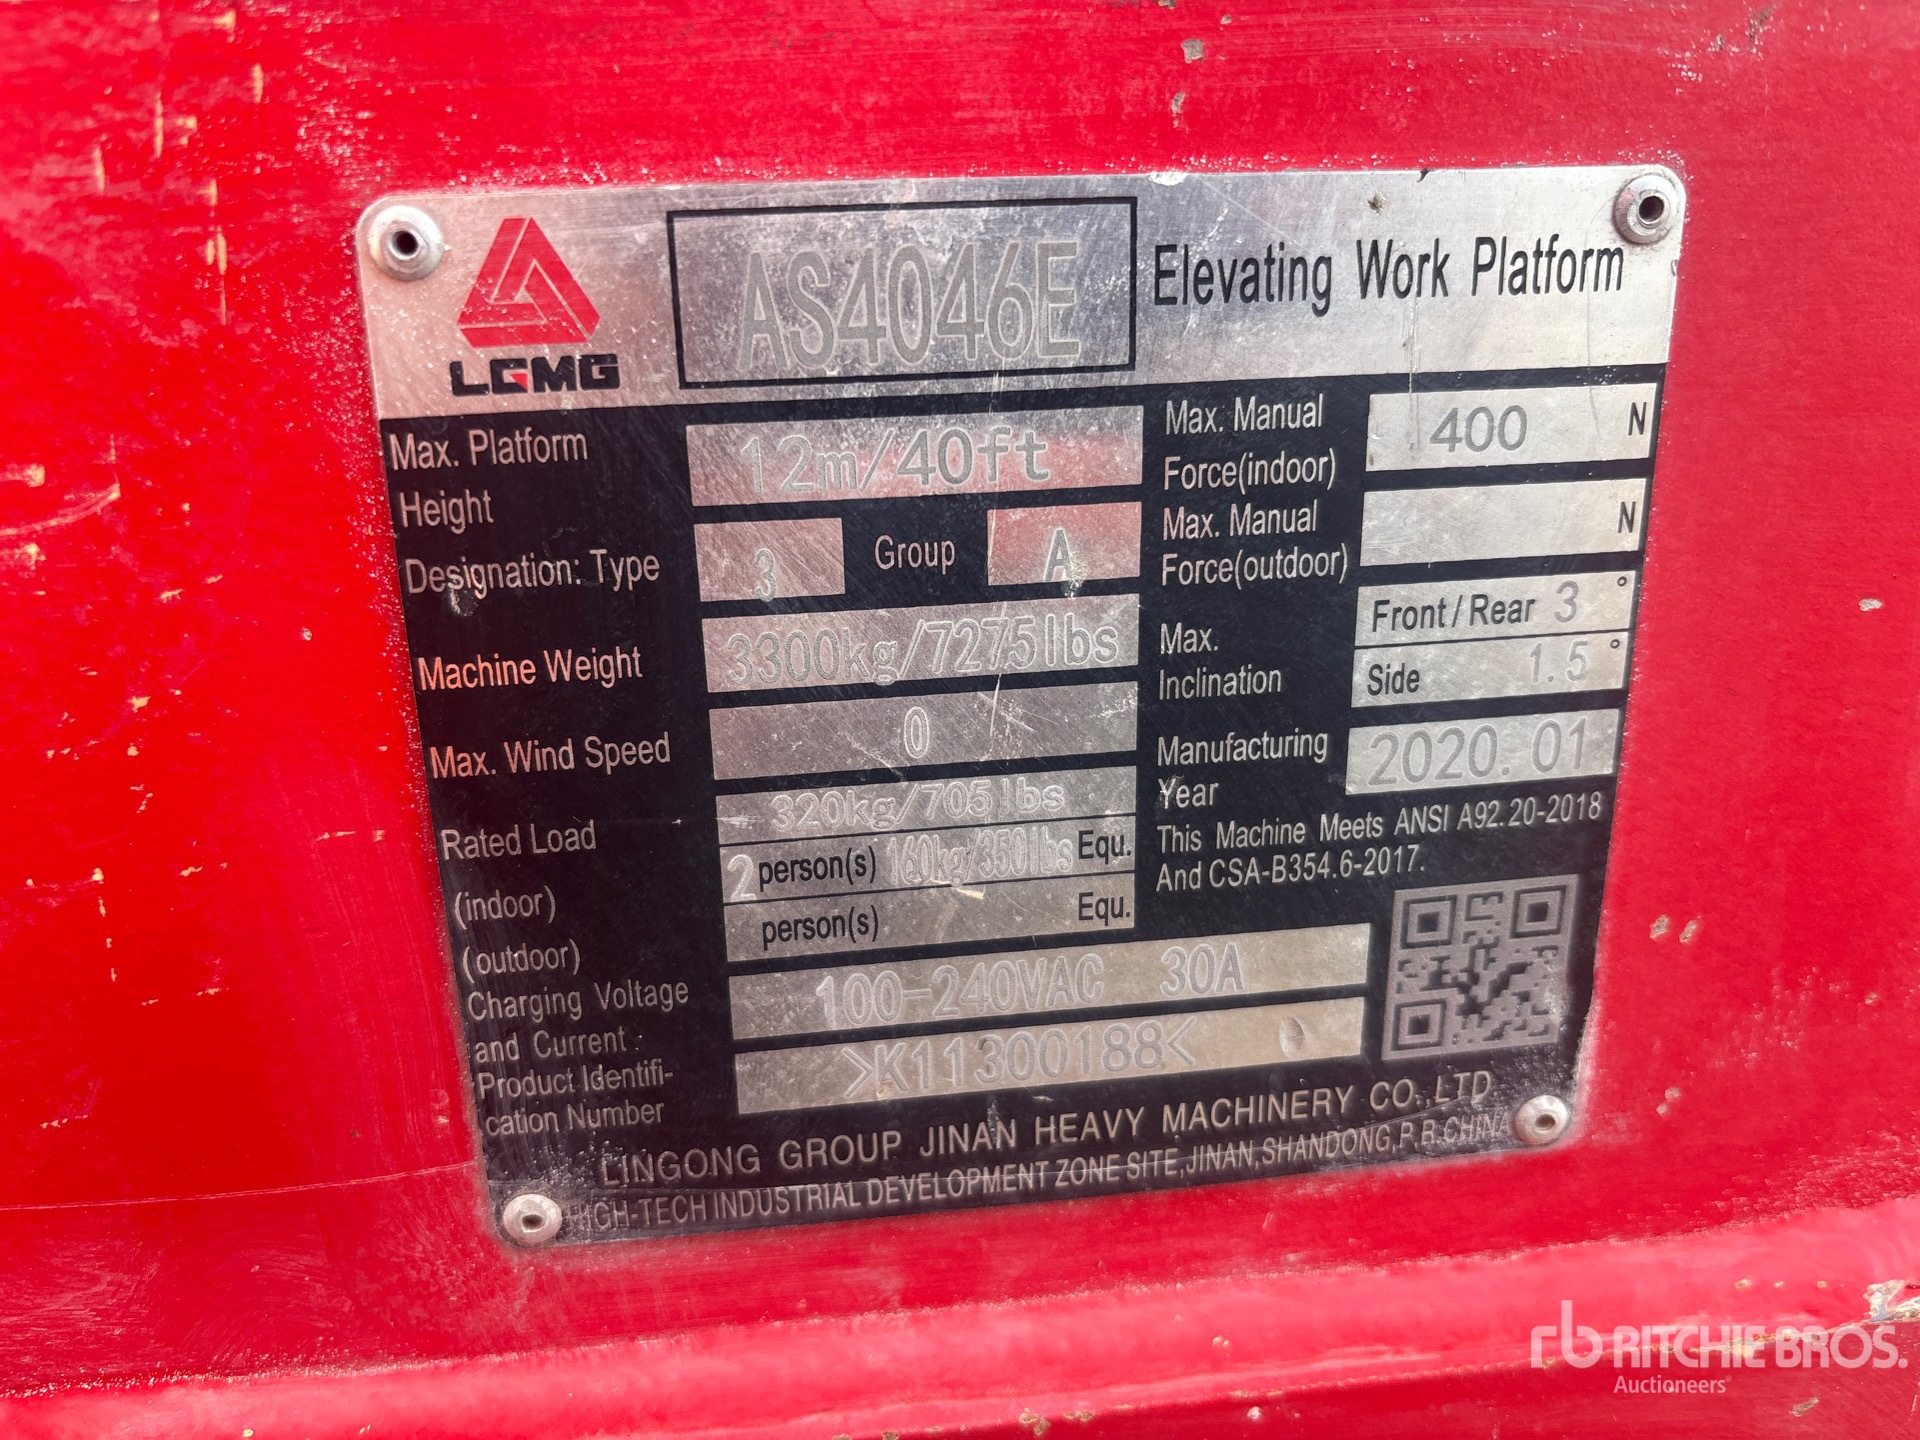 LGMG
AS4046E
Elevating Work Platform
Max. Platform Height 12m/40ft
Designation: Type 3 Group A
Machine Weight 3300kg/7275lbs
Max. Wind Speed 0
Rated Load 320kg/705lbs
(indoor) 2 person(s) 160kg/350lbs Equ.
(outdoor) person(s) Equ.
Charging Voltage and Current: 100-240VAC 30A
Product Identifi-
cation Number >K11300188<
Max. Manual Force(indoor) 400 N
Max. Manual Force(outdoor) N
Max. Inclination Front/Rear 3°
Side 1.5°
Manufacturing Year 2020.01
This Machine Meets ANSI A92.20-2018
And CSA-B354.6-2017.
LINGONG GROUP JINAN HEAVY MACHINERY CO.,LTD
HIGH-TECH INDUSTRIAL DEVELOPMENT ZONE SITE,JINAN,SHANDONG,P.R.CHINA
rb RITCHIE BROS.
Auctioneers